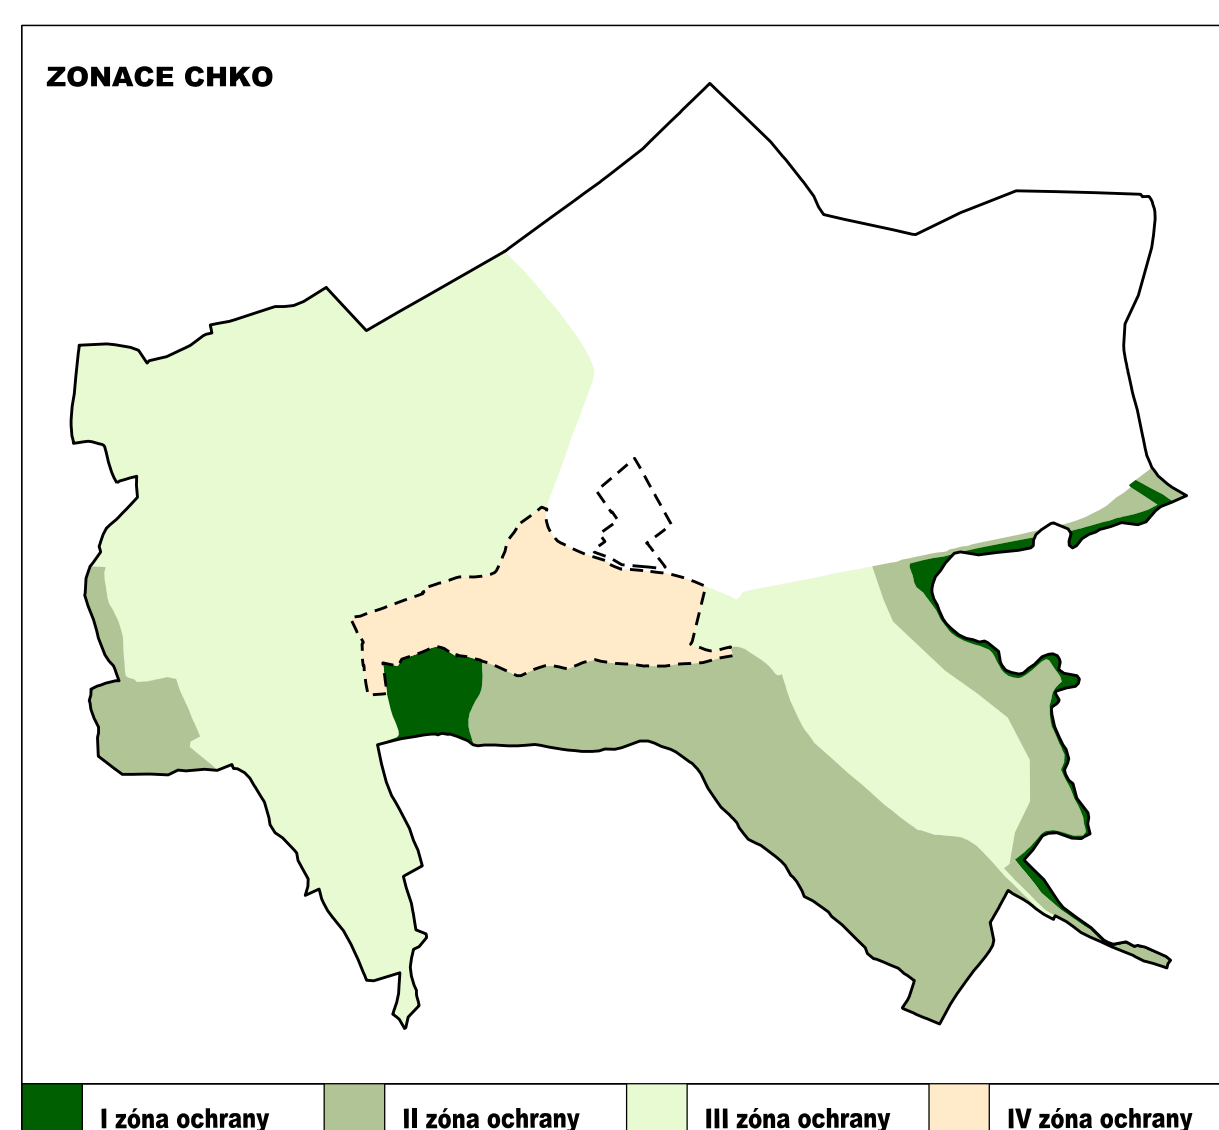 ZONACE CHKO
I zóna ochrany
II zóna ochrany
III zóna ochrany
IV zóna ochrany